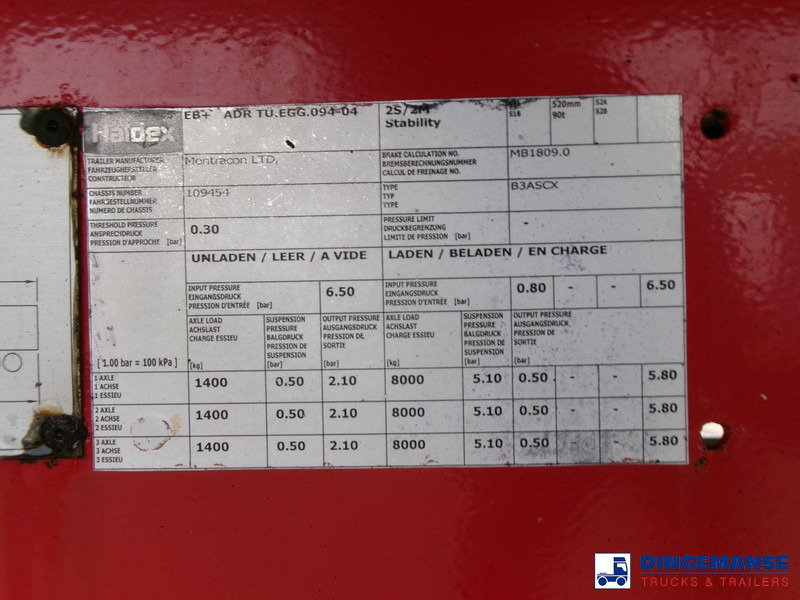 Haldex EB+ ADR TU.EGG.094-04 2S/2M Stability S1B 520mm 90t S2A S2B
TRAILER MANUFACTURER
FAHRZEUGHERSTELLER
CONSTRUCTEUR
Montracon LTD,
BRAKE CALCULATION NO.
BREMSBERECHNUNGSNUMMER
CALCUL DE FREINAGE NO.
MB1809.0
CHASSIS NUMBER
FAHRGESTELLNUMMER
NUMERO DE CHASSIS
109454
TYPE
TYP
TYPE
B3ASCX
THRESHOLD PRESSURE
ANSPRECHDRUCK
PRESSION D'APPROCHE [bar]
0.30
PRESSURE LIMIT
DRUCKBEGRENZUNG
LIMITE DE PRESSION [bar]
-
UNLADEN / LEER / A VIDE
LADEN / BELADEN / EN CHARGE
INPUT PRESSURE
EINGANGSDRUCK
PRESSION D'ENTRÉE [bar]
6.50
INPUT PRESSURE
EINGANGSDRUCK
PRESSION D'ENTRÉE [bar]
0.80 - - 6.50
[ 1.00 bar = 100 kPa ]
AXLE LOAD
ACHSLAST
CHARGE ESSIEU
[kg]
SUSPENSION
PRESSURE
BALGDRUCK
PRESSION DE
SUSPENSION
[bar]
OUTPUT PRESSURE
AUSGANGSDRUCK
PRESSION DE
SORTIE
[bar]
AXLE LOAD
ACHSLAST
CHARGE ESSIEU
[kg]
SUSPENSION
PRESSURE
BALGDRUCK
PRESSION DE
SUSPENSION
[bar]
OUTPUT PRESSURE
AUSGANGSDRUCK
PRESSION DE
SORTIE
[bar]
1 AXLE
1 ACHSE
1 ESSIEU
1400 0.50 2.10 8000 5.10 0.50 - - 5.80
2 AXLE
2 ACHSE
2 ESSIEU
1400 0.50 2.10 8000 5.10 0.50 - - 5.80
3 AXLE
3 ACHSE
3 ESSIEU
1400 0.50 2.10 8000 5.10 0.50 - - 5.80
DINGEMANSE
TRUCKS & TRAILERS